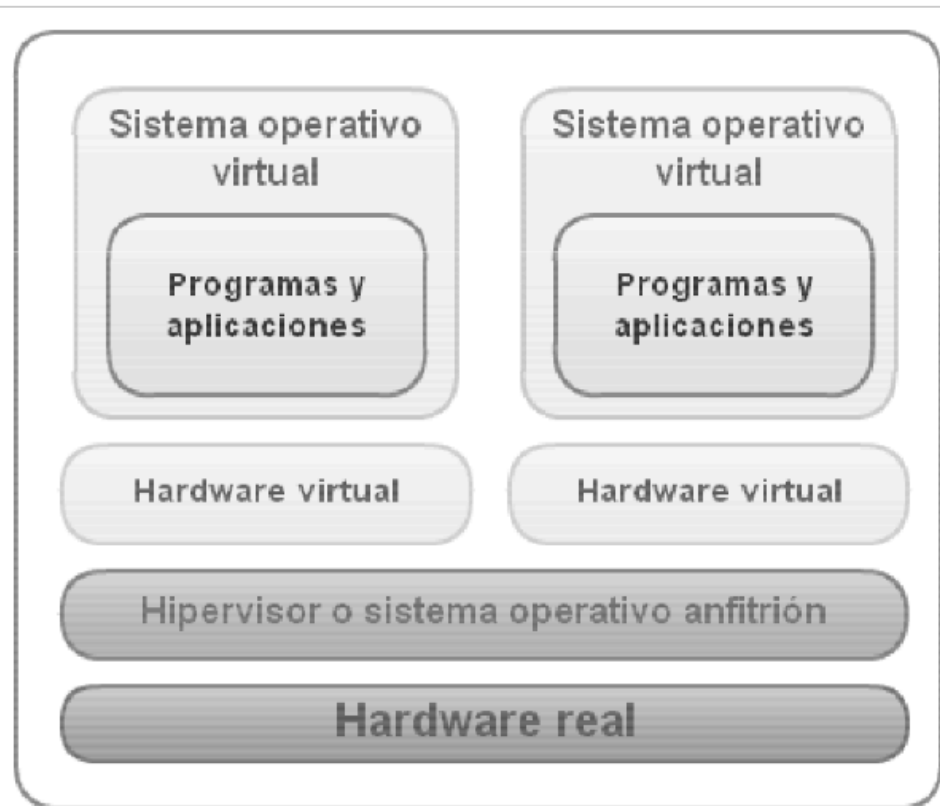 Sistema operativo
virtual
Programas y
aplicaciones
Sistema operativo
virtual
Programas y
aplicaciones
Hardware virtual
Hardware virtual
Hipervisor o sistema operativo anfitrión
Hardware real